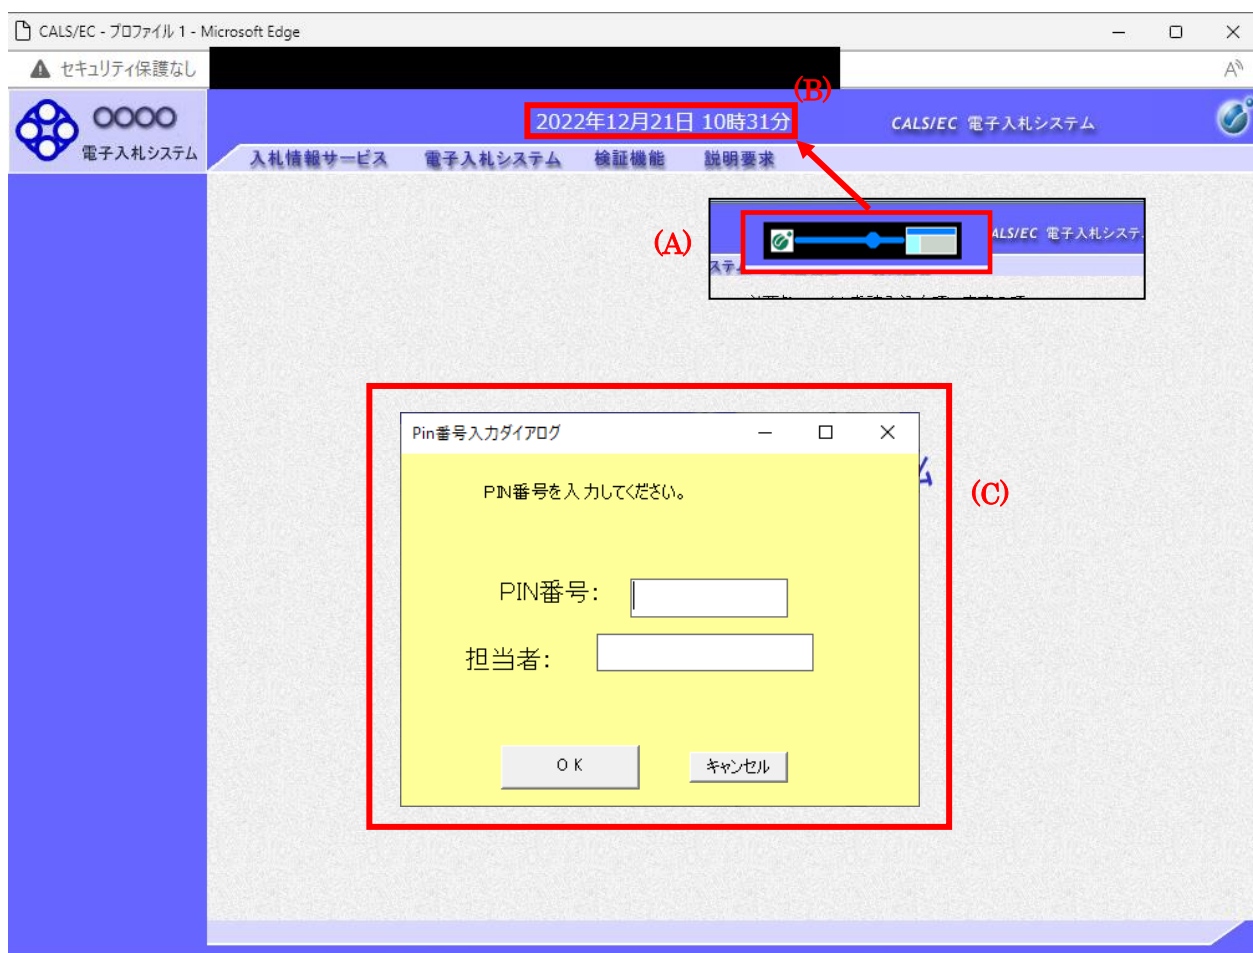 CALS/EC - プロファイル 1 - Microsoft Edge
セキュリティ保護なし
A
(B)
OOOO
電子入札システム
2022年12月21日 10時31分
CALS/EC 電子入札システム
入札情報サービス 電子入札システム 検証機能 説明要求
(A)
ALS/EC 電子入札システ
ステ
Pin番号入力ダイアログ
PIN番号を入力してください。
ム
(C)
PIN番号:
担当者:
OK
キャンセル